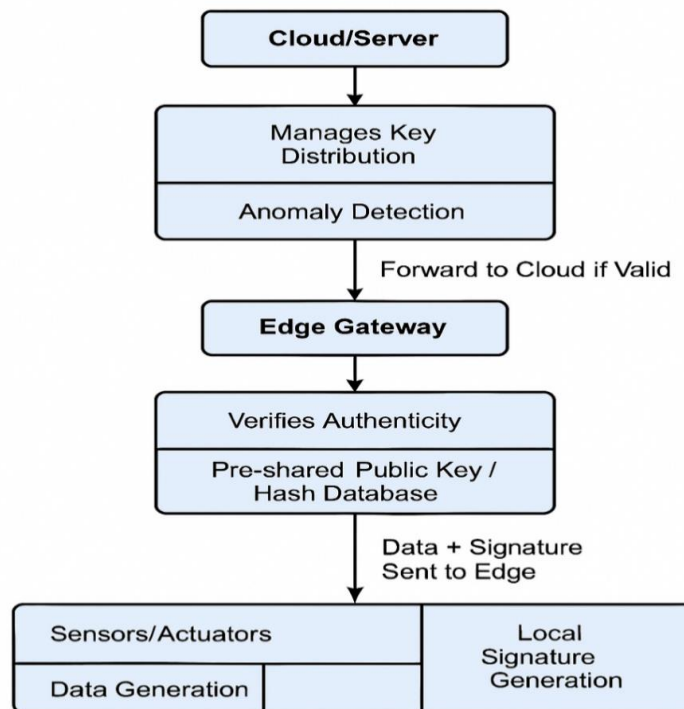 Cloud/Server
Manages Key
Distribution
Anomaly Detection
Forward to Cloud if Valid
Edge Gateway
Verifies Authenticity
Pre-shared Public Key /
Hash Database
Data + Signature
Sent to Edge
Sensors/Actuators
Data Generation
Local
Signature
Generation